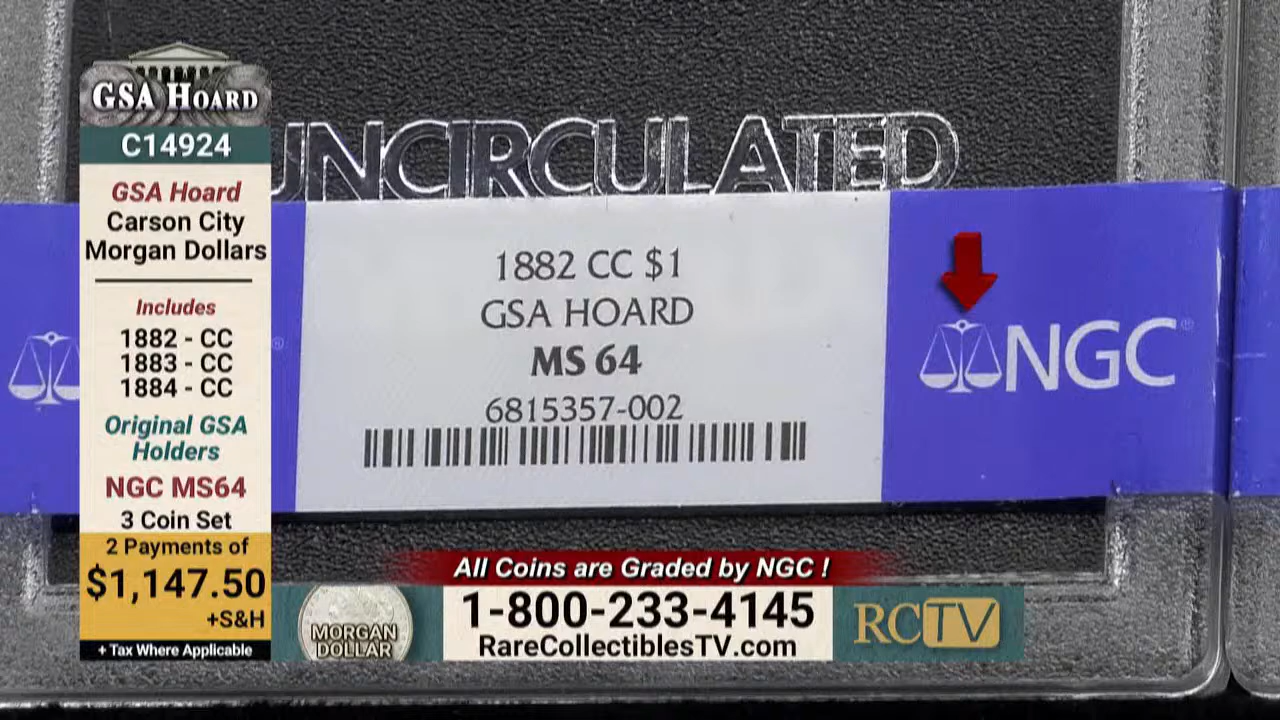 GSA HOARD
C14924
GSA Hoard
Carson City
Morgan Dollars
Includes
1882 - CC
1883 - CC
1884 - CC
Original GSA
Holders
NGC MS64
3 Coin Set
2 Payments of
$1,147.50
+S&H
+ Tax Where Applicable
UNCIRCULATED
1882 CC $1
GSA HOARD
MS 64
6815357-002
NGC®
All Coins are Graded by NGC !
MORGAN
DOLLAR
1-800-233-4145
RareCollectiblesTV.com
RCTV